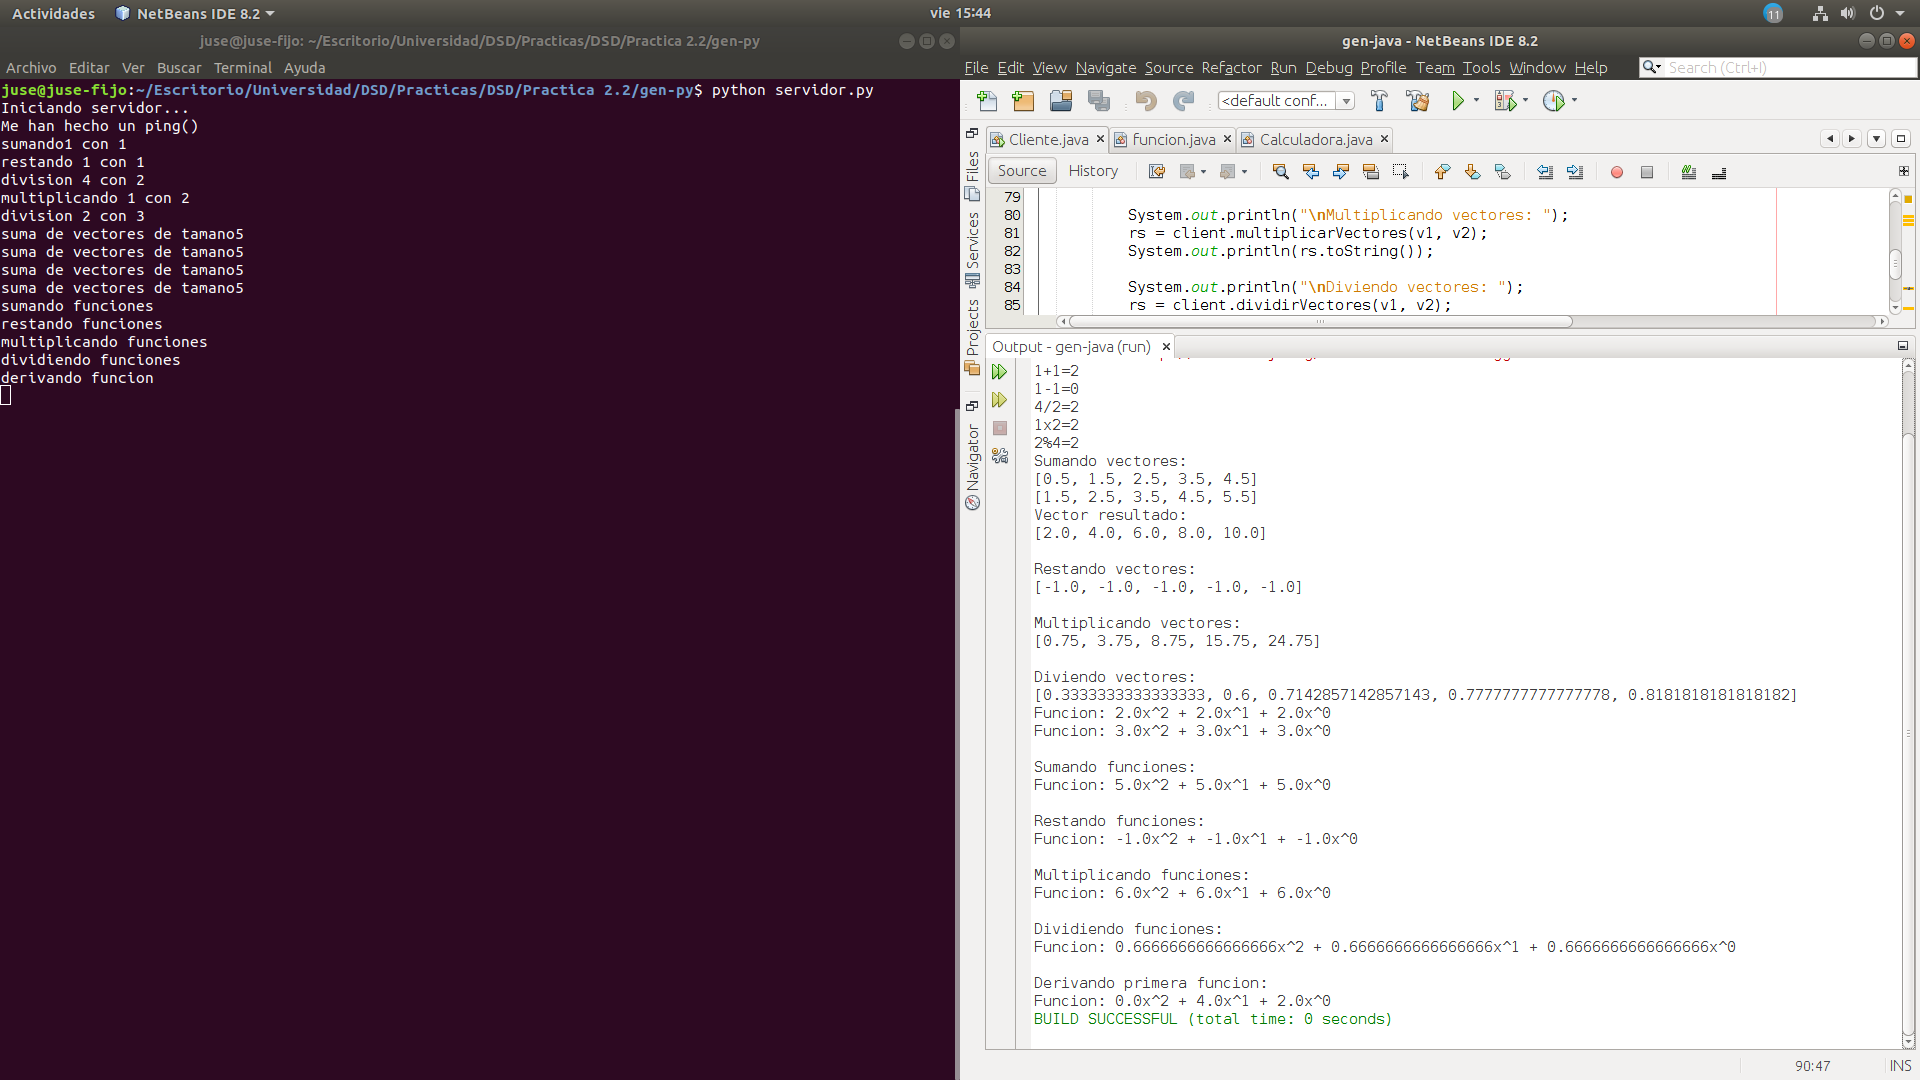 Actividades NetBeans IDE 8.2 vie 15:44 11
juse@juse-fijo: ~/Escritorio/Universidad/DSD/Practicas/DSD/Practica 2.2/gen-py
Archivo Editar Ver Buscar Terminal Ayuda
juse@juse-fijo:~/Escritorio/Universidad/DSD/Practicas/DSD/Practica 2.2/gen-py$ python servidor.py
Iniciando servidor...
Me han hecho un ping()
sumando1 con 1
restando 1 con 1
division 4 con 2
multiplicando 1 con 2
division 2 con 3
suma de vectores de tamano5
suma de vectores de tamano5
suma de vectores de tamano5
suma de vectores de tamano5
sumando funciones
restando funciones
multiplicando funciones
dividiendo funciones
derivando funcion
gen-java - NetBeans IDE 8.2
File Edit View Navigate Source Refactor Run Debug Profile Team Tools Window Help Search (Ctrl+I)
<default conf...
Files
Services
Projects
Navigator
Cliente.java funcion.java Calculadora.java
Source History
79
80 System.out.println("\nMultiplicando vectores: ");
81 rs = client.multiplicarVectores(v1, v2);
82 System.out.println(rs.toString());
83
84 System.out.println("\nDiviendo vectores: ");
85 rs = client.dividirVectores(v1, v2);
Output - gen-java (run)
1+1=2
1-1=0
4/2=2
1x2=2
2%4=2
Sumando vectores:
[0.5, 1.5, 2.5, 3.5, 4.5]
[1.5, 2.5, 3.5, 4.5, 5.5]
Vector resultado:
[2.0, 4.0, 6.0, 8.0, 10.0]
Restando vectores:
[-1.0, -1.0, -1.0, -1.0, -1.0]
Multiplicando vectores:
[0.75, 3.75, 8.75, 15.75, 24.75]
Diviendo vectores:
[0.3333333333333333, 0.6, 0.7142857142857143, 0.7777777777777778, 0.8181818181818182]
Funcion: 2.0x^2 + 2.0x^1 + 2.0x^0
Funcion: 3.0x^2 + 3.0x^1 + 3.0x^0
Sumando funciones:
Funcion: 5.0x^2 + 5.0x^1 + 5.0x^0
Restando funciones:
Funcion: -1.0x^2 + -1.0x^1 + -1.0x^0
Multiplicando funciones:
Funcion: 6.0x^2 + 6.0x^1 + 6.0x^0
Dividiendo funciones:
Funcion: 0.6666666666666666x^2 + 0.6666666666666666x^1 + 0.6666666666666666x^0
Derivando primera funcion:
Funcion: 0.0x^2 + 4.0x^1 + 2.0x^0
BUILD SUCCESSFUL (total time: 0 seconds)
90:47 INS